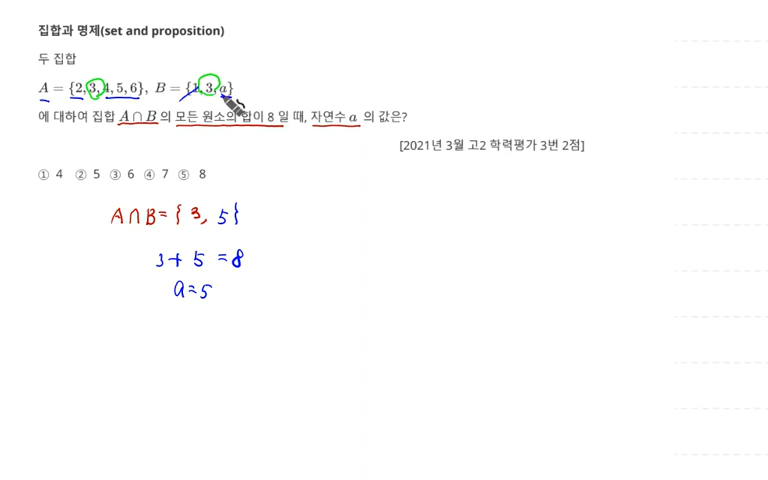 집합과 명제(set and proposition)
두 집합
A = {2, 3, 4, 5, 6}, B = {1, 3, a}
에 대하여 집합 A ∩ B 의 모든 원소의 합이 8 일 때, 자연수 a 의 값은?
[2021년 3월 고2 학력평가 3번 2점]
① 4 ② 5 ③ 6 ④ 7 ⑤ 8
A∩B={3, 5}
3+ 5 =8
a=5